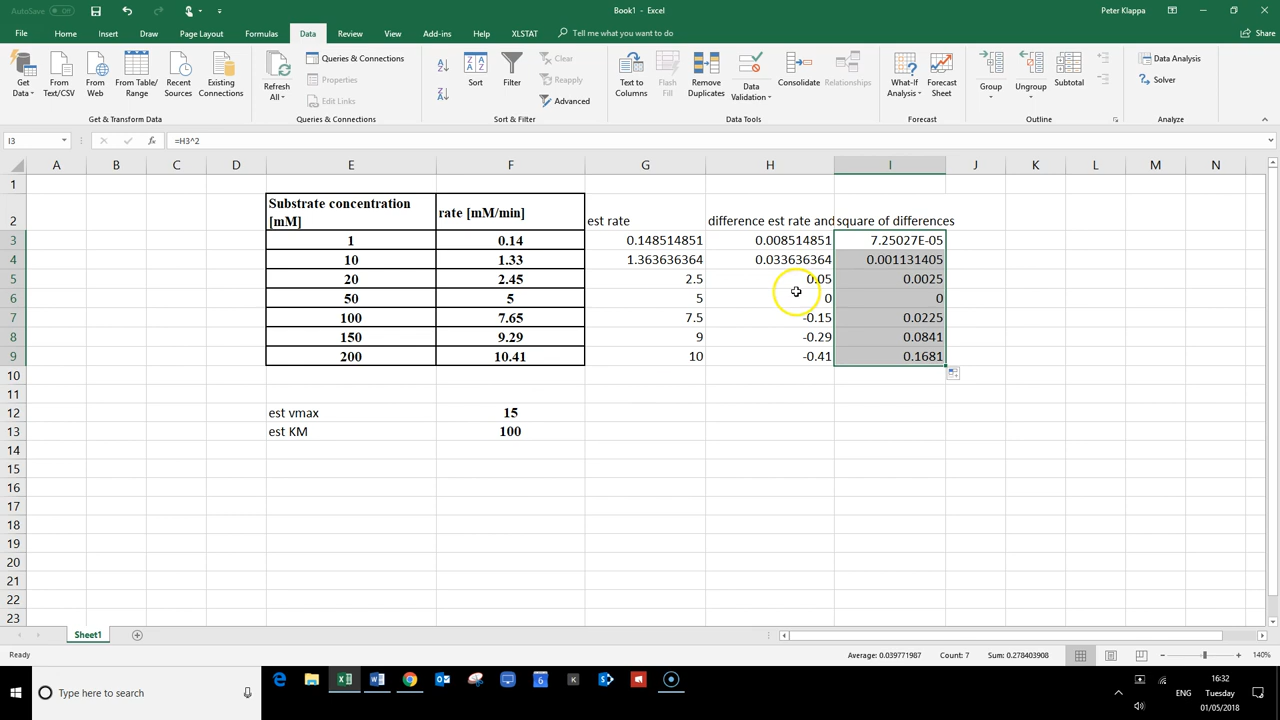 AutoSave Off
Book1 - Excel
Peter Klappa
File Home Insert Draw Page Layout Formulas Data Review View Add-ins Help XLSTAT Tell me what you want to do Share
Get Data
From Text/CSV
From Web
From Table/ Range
Recent Sources
Existing Connections
Get & Transform Data
Refresh All
Queries & Connections
Properties
Edit Links
Queries & Connections
Sort
Filter
Clear
Reapply
Advanced
Sort & Filter
Text to Columns
Flash Fill
Remove Duplicates
Data Validation
Consolidate
Relationships
Data Tools
What-If Analysis
Forecast Sheet
Forecast
Group
Ungroup
Subtotal
Outline
Data Analysis
Solver
Analyze
I3 fx =H3^2
A B C D E F G H I J K L M N
1
2 Substrate concentration [mM] rate [mM/min] est rate difference est rate and square of differences
3 1 0.14 0.148514851 0.008514851 7.25027E-05
4 10 1.33 1.363636364 0.033636364 0.001131405
5 20 2.45 2.5 0.05 0.0025
6 50 5 5 0 0
7 100 7.65 7.5 -0.15 0.0225
8 150 9.29 9 -0.29 0.0841
9 200 10.41 10 -0.41 0.1681
10
11
12 est vmax 15
13 est KM 100
14
15
16
17
18
19
20
21
22
23
Sheet1
Ready
Average: 0.039771987 Count: 7 Sum: 0.278403908
140%
Type here to search
ENG
16:32
Tuesday
01/05/2018